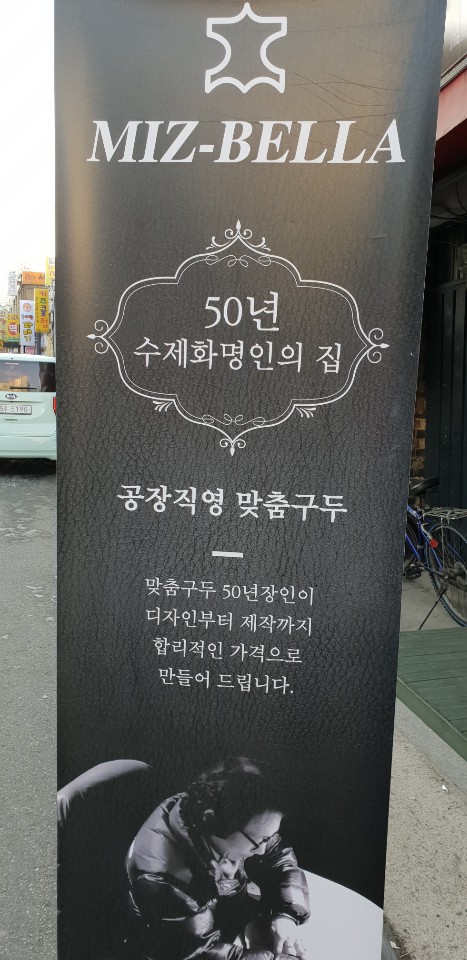 MIZ-BELLA
50년
수제화명인의 집
공장직영 맞춤구두
맞춤구두 50년장인이
디자인부터 제작까지
합리적인 가격으로
만들어 드립니다.
KIA